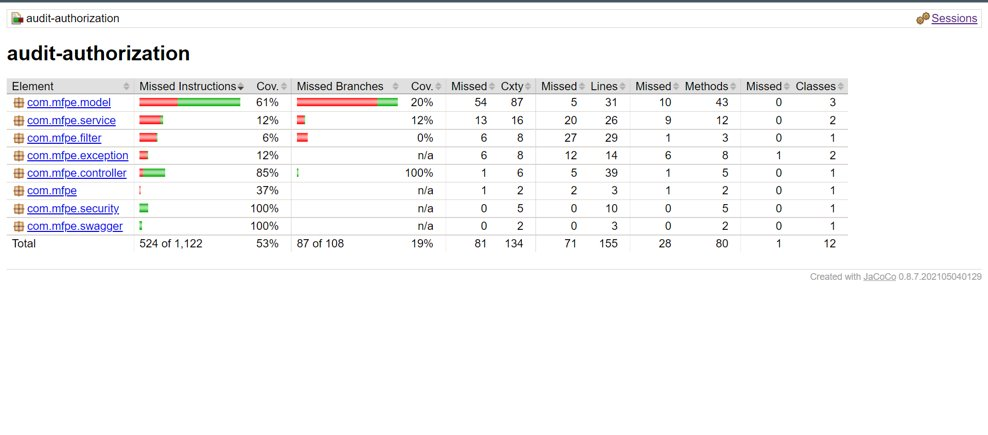 audit-authorization Sessions
audit-authorization
Element Missed Instructions Cov. Missed Branches Cov. Missed Cxty Missed Lines Missed Methods Missed Classes
com.mfpe.model 61% 20% 54 87 5 31 10 43 0 3
com.mfpe.service 12% 12% 13 16 20 26 9 12 0 2
com.mfpe.filter 6% 0% 6 8 27 29 1 3 0 1
com.mfpe.exception 12% n/a 6 8 12 14 6 8 1 2
com.mfpe.controller 85% 100% 1 6 5 39 1 5 0 1
com.mfpe 37% n/a 1 2 2 3 1 2 0 1
com.mfpe.security 100% n/a 0 5 0 10 0 5 0 1
com.mfpe.swagger 100% n/a 0 2 0 3 0 2 0 1
Total 524 of 1,122 53% 87 of 108 19% 81 134 71 155 28 80 1 12
Created with JaCoCo 0.8.7.202105040129